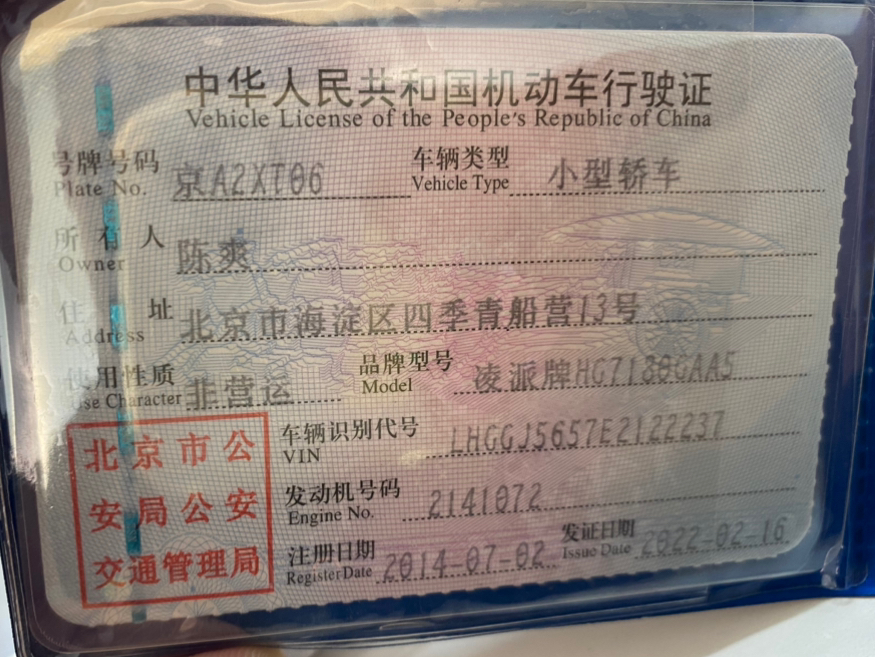 中华人民共和国机动车行驶证
Vehicle License of the People's Republic of China
号牌号码 京A2XT06 车辆类型 小型轿车
Plate No. Vehicle Type
所有人 陈爽
Owner
住址 北京市海淀区四季青船营13号
Address
使用性质 非营运 品牌型号 凌派牌HG7180GAA5
Use Character Model
北京市公 车辆识别代号 LHGGJ5657E2122237
VIN
安局公安 发动机号码 2141072
Engine No.
交通管理局 注册日期 2014-07-02 发证日期 2022-02-16
Register Date Issue Date